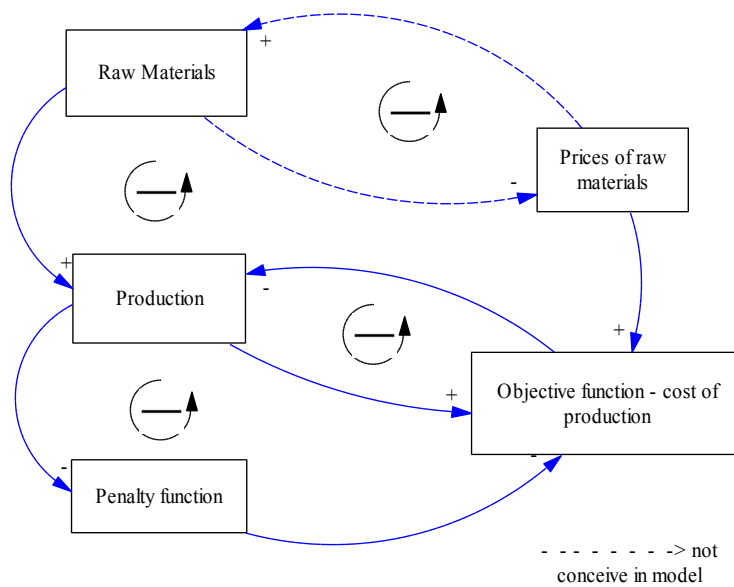 Raw Materials
+
Prices of raw
materials
-
+
Production
-
+
+
Objective function - cost of
production
-
-
Penalty function
- - - - - - - -> not
conceive in model